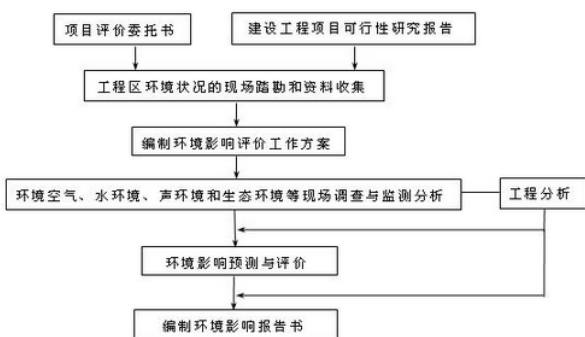 项目评价委托书
建设工程项目可行性研究报告
工程区环境状况的现场踏勘和资料收集
编制环境影响评价工作方案
环境空气、水环境、声环境和生态环境等现场调查与监测分析
工程分析
环境影响预测与评价
编制环境影响报告书